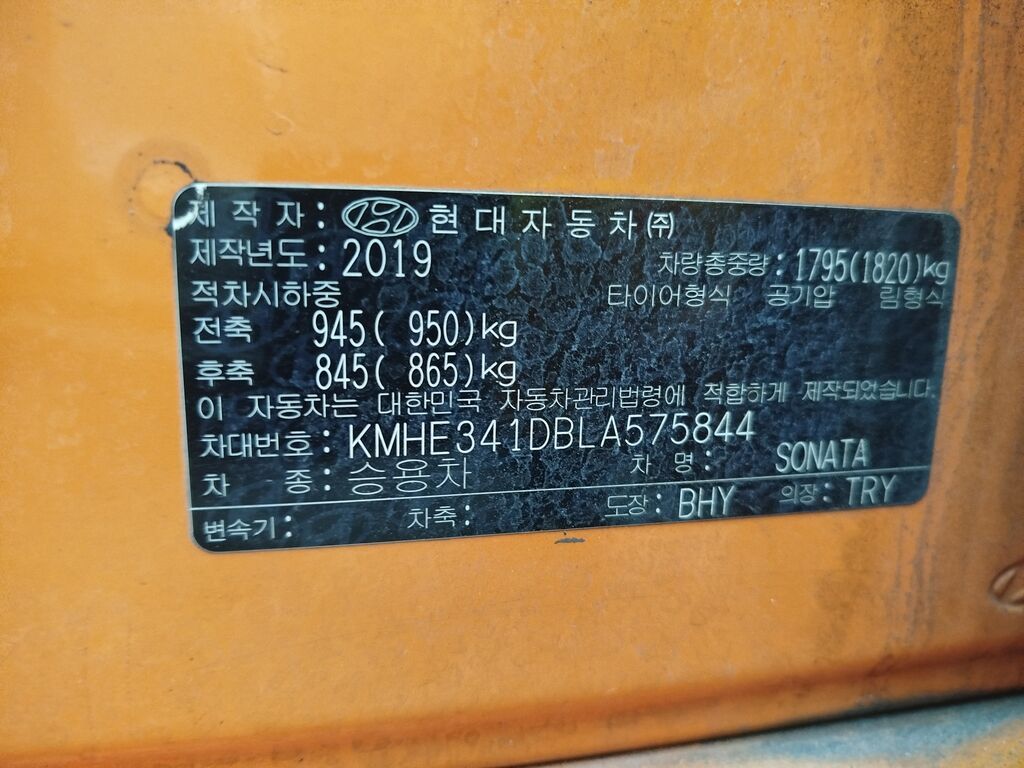 제 작 자 : 현대자동차㈜
제작년도 : 2019 차량총중량 : 1795(1820)kg
적차시하중 타이어형식 공기압 림형식
전축 945( 950)kg
후축 845( 865)kg
이 자동차는 대한민국 자동차관리법령에 적합하게 제작되었습니다.
차대번호 : KMHE341DBLA575844
차 종 : 승용차 차 명 : SONATA
변속기 : 차축 : 도장 : BHY 의장 : TRY